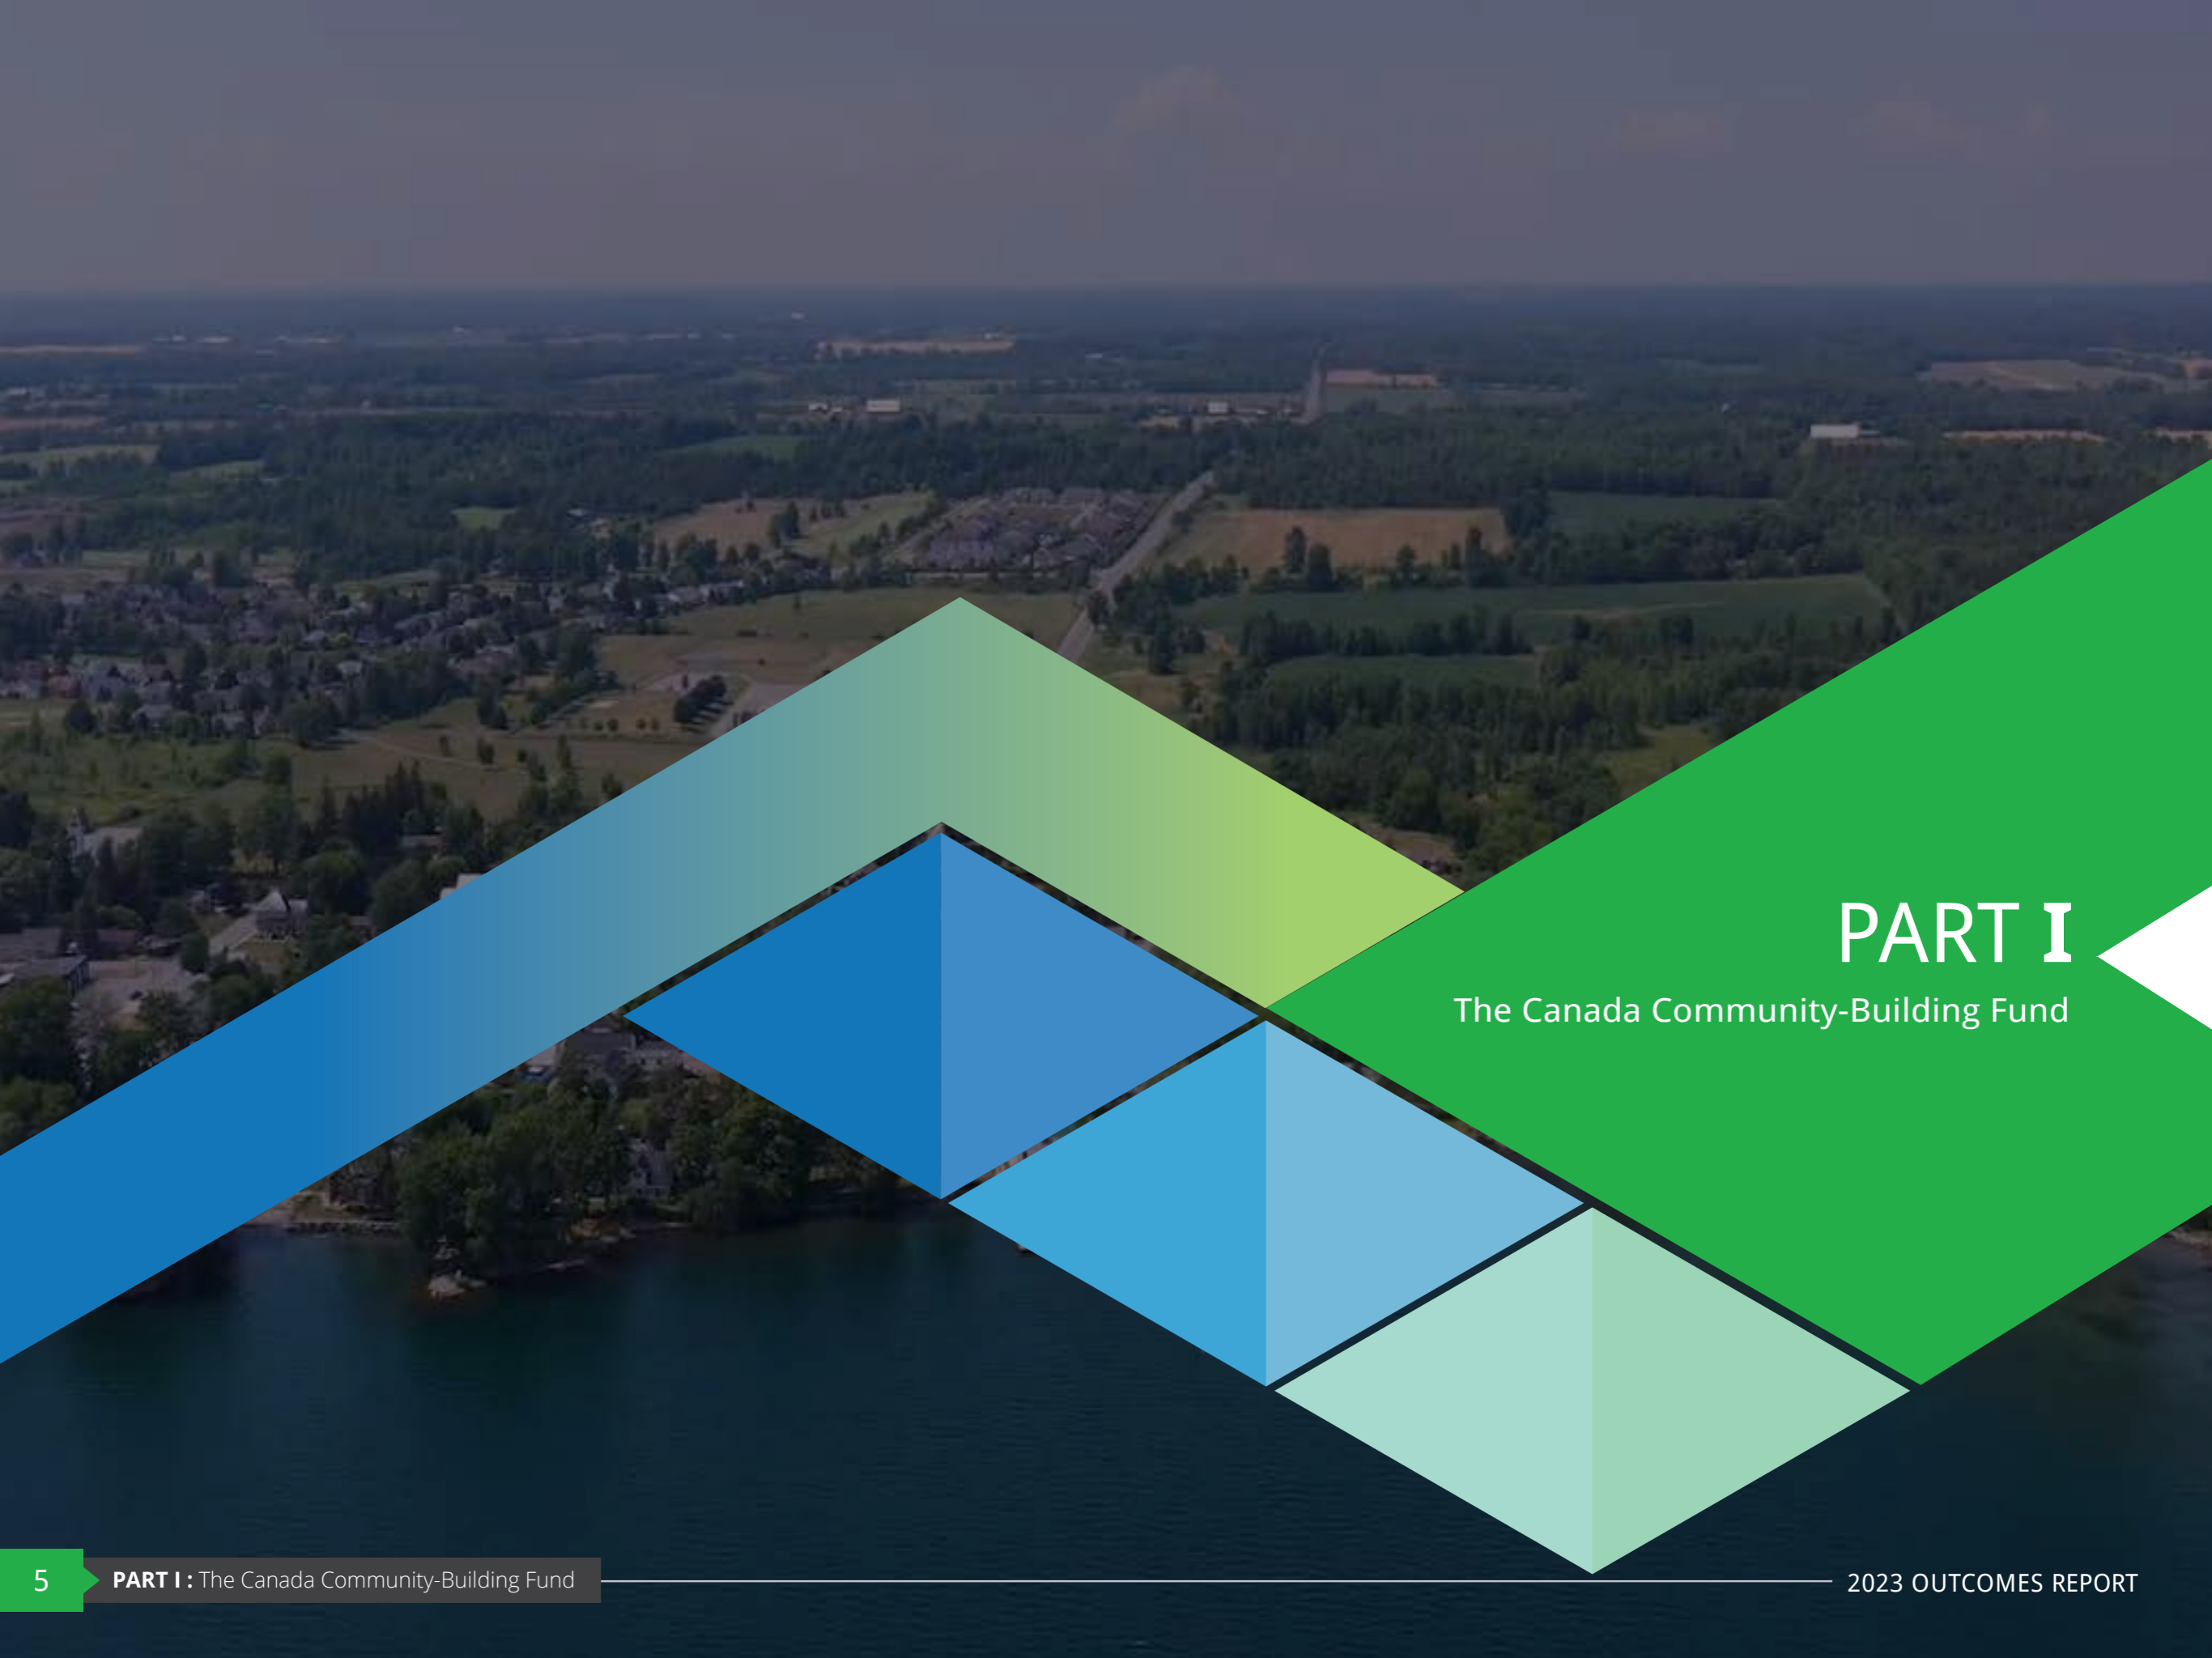 PART I
The Canada Community-Building Fund
5
PART I : The Canada Community-Building Fund
2023 OUTCOMES REPORT